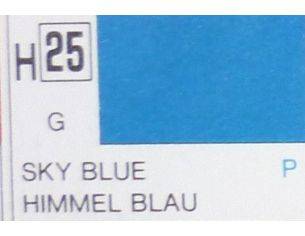 H 25
G
SKY BLUE P
HIMMEL BLAU